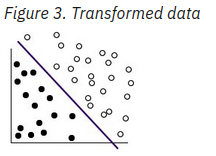 Figure 3. Transformed data